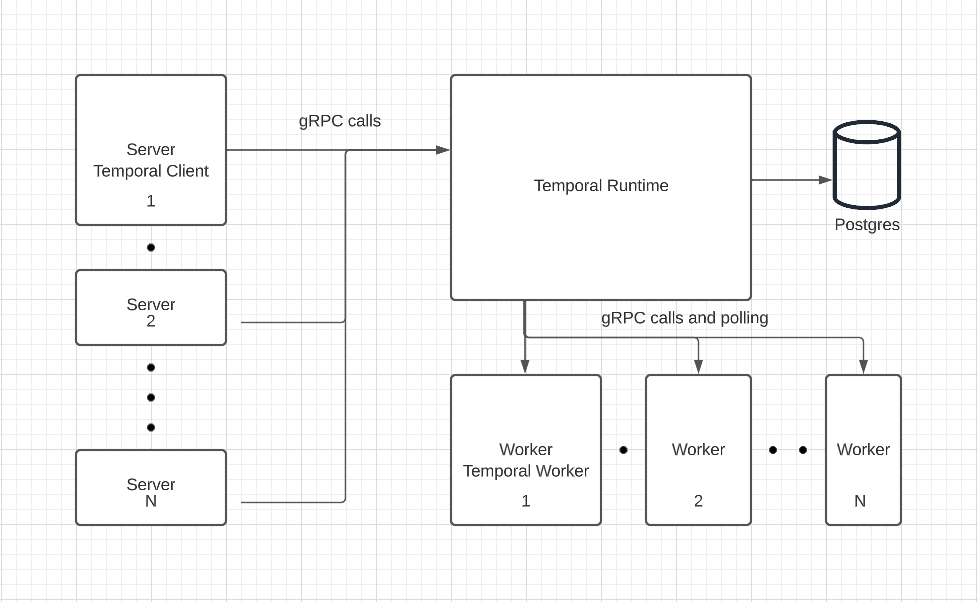 gRPC calls
Server
Temporal Client
1
Temporal Runtime
Postgres
Server
2
gRPC calls and polling
Server
N
Worker
Temporal Worker
1
Worker
2
Worker
N